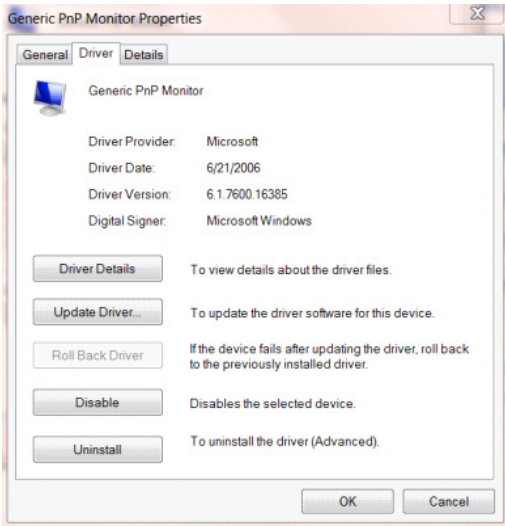 Generic PnP Monitor Properties
General Driver Details
Generic PnP Monitor
Driver Provider: Microsoft
Driver Date: 6/21/2006
Driver Version: 6.1.7600.16385
Digital Signer: Microsoft Windows
Driver Details To view details about the driver files.
Update Driver... To update the driver software for this device.
Roll Back Driver If the device fails after updating the driver, roll back
to the previously installed driver.
Disable Disables the selected device.
Uninstall To uninstall the driver (Advanced).
OK Cancel